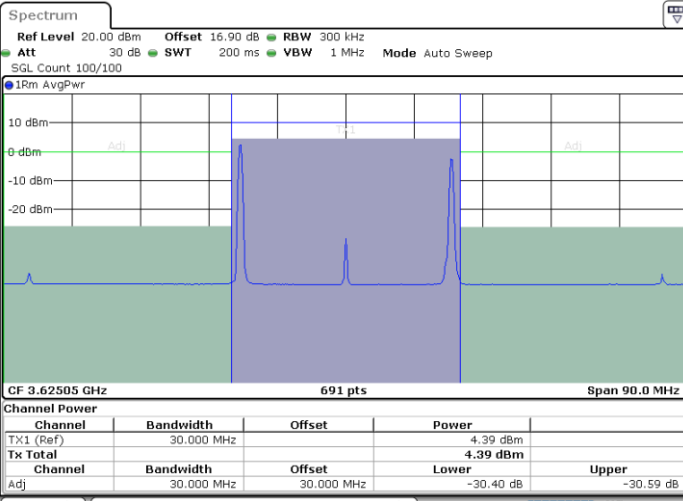 Spectrum
Ref Level 20.00 dBm Offset 16.90 dB RBW 300 kHz
Att 30 dB SWT 200 ms VBW 1 MHz Mode Auto Sweep
SGL Count 100/100
1Rm AvgPwr
10 dBm
TX1
Adj
Adj
0 dBm
-10 dBm
-20 dBm
CF 3.62505 GHz 691 pts Span 90.0 MHz
Channel Power
Channel Bandwidth Offset Power
TX1 (Ref) 30.000 MHz 4.39 dBm
Tx Total 4.39 dBm
Channel Bandwidth Offset Lower Upper
Adj 30.000 MHz 30.000 MHz -30.40 dB -30.59 dB